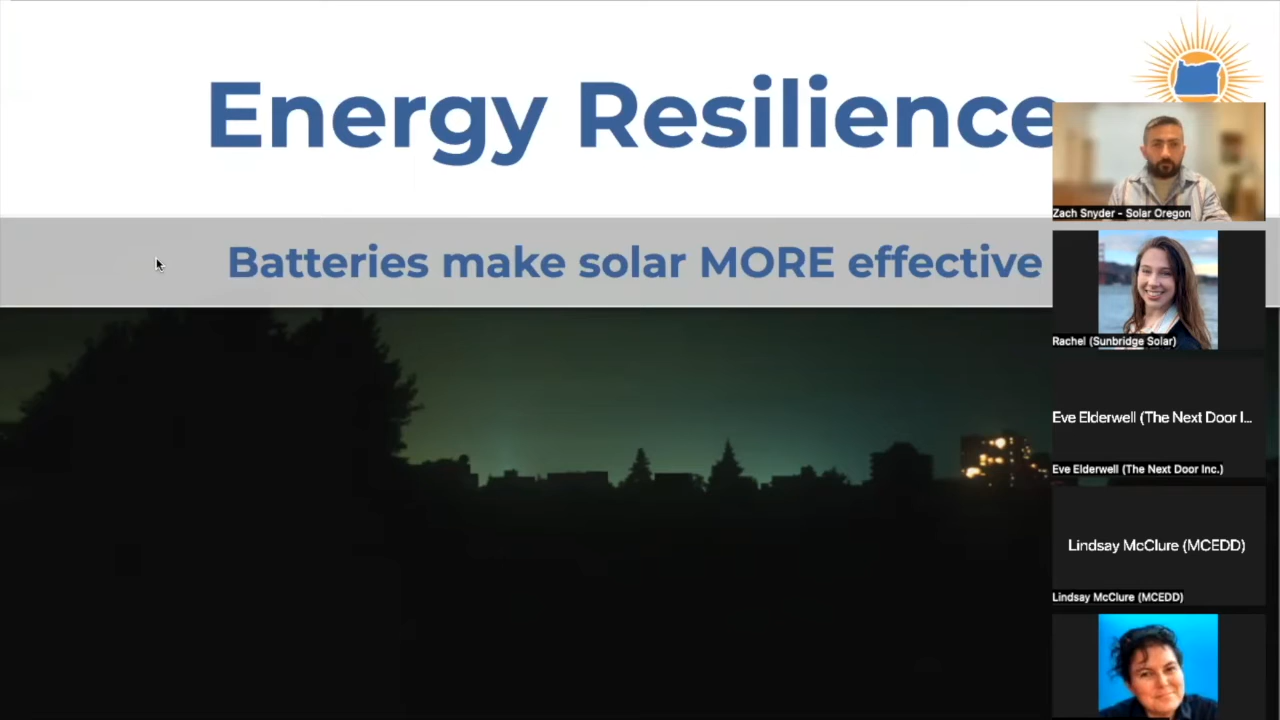 Energy Resilience
Batteries make solar MORE effective
Zach Snyder - Solar Oregon
Rachel (Sunbridge Solar)
Eve Elderwell (The Next Door I...
Eve Elderwell (The Next Door Inc.)
Lindsay McClure (MCEDD)
Lindsay McClure (MCEDD)